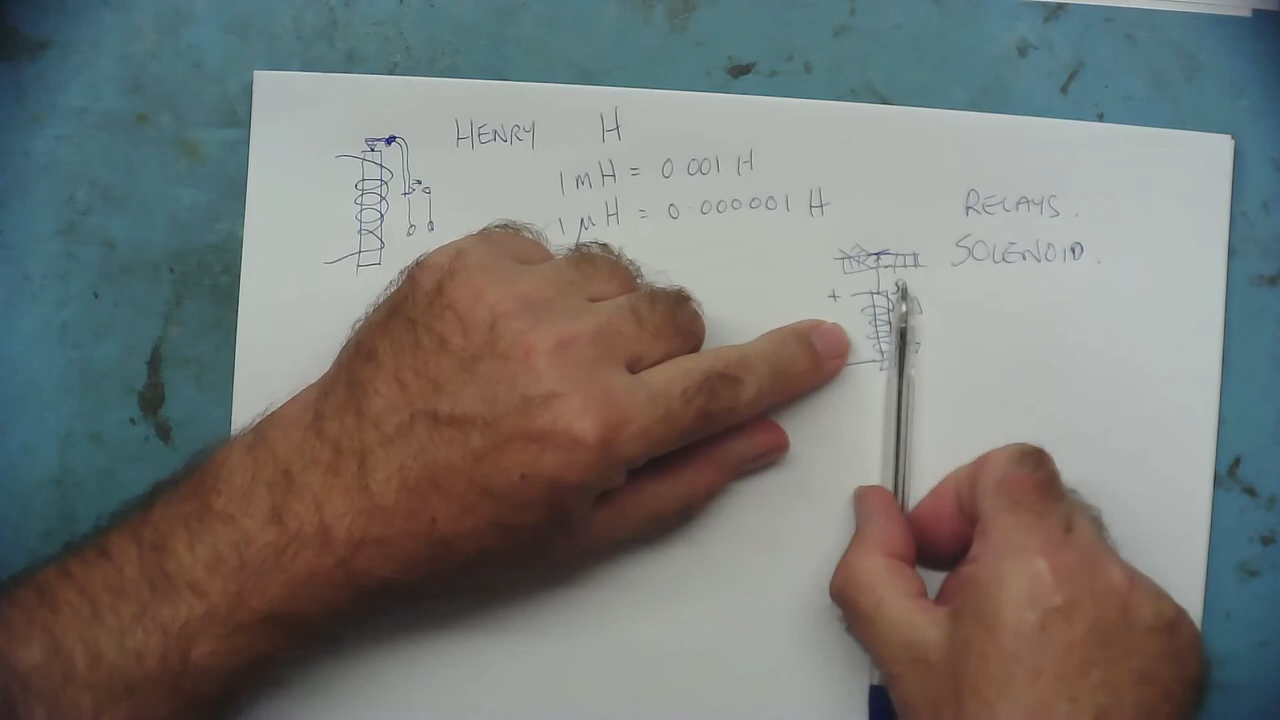 HENRY H
1 mH = 0.001 H
1 μH = 0.000001 H
RELAYS.
SOLENOID.
+